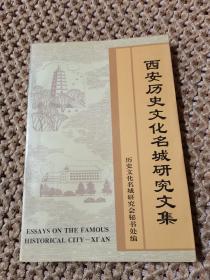 西安历史文化名城研究文集
历史文化名城研究会秘书处编
ESSAYS ON THE FAMOUS
HISTORICAL CITY—XI'AN